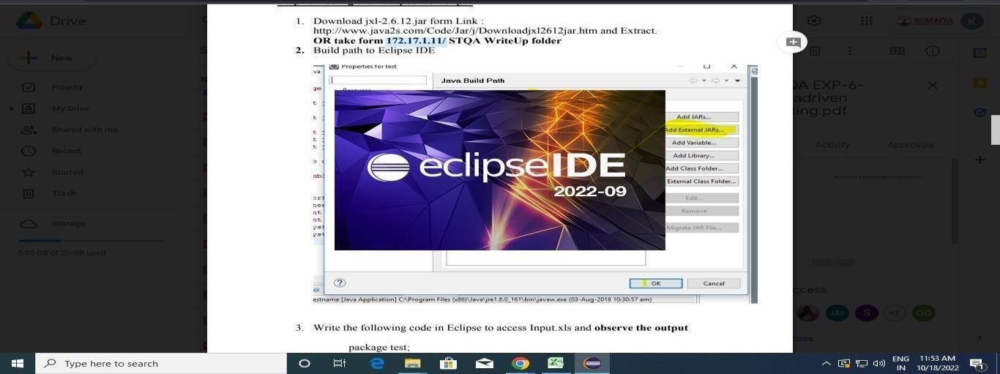 Drive
New
Priority
My Drive
Shared with me
Recent
Starred
Trash
Storage
5.85 GB of 20 GB used
1. Download jxl-2.6.12.jar form Link :
http://www.java2s.com/Code/Jar/j/Downloadjxl2612jar.htm and Extract.
OR take form 172.17.1.11/ STQA WriteUp folder
2. Build path to Eclipse IDE
Properties for test
Java Build Path
Add JARs...
Add External JARs...
Add Variable...
Add Library...
Add Class Folder...
External Class Folder...
Edit...
Remove
Migrate JAR File...
eclipse IDE
2022-09
OK
Cancel
estname [Java Application] C:\Program Files (x86)\Java\jre1.8.0_161\bin\javaw.exe (03-Aug-2018 10:30:57 am)
3. Write the following code in Eclipse to access Input.xls and observe the output
package test;
SOMAIYA
K
QA EXP-6-
adriven
ting.pdf
Activity
Approvals
ccess
S
+2
Type here to search
ENG
IN
11:53 AM
10/18/2022
1